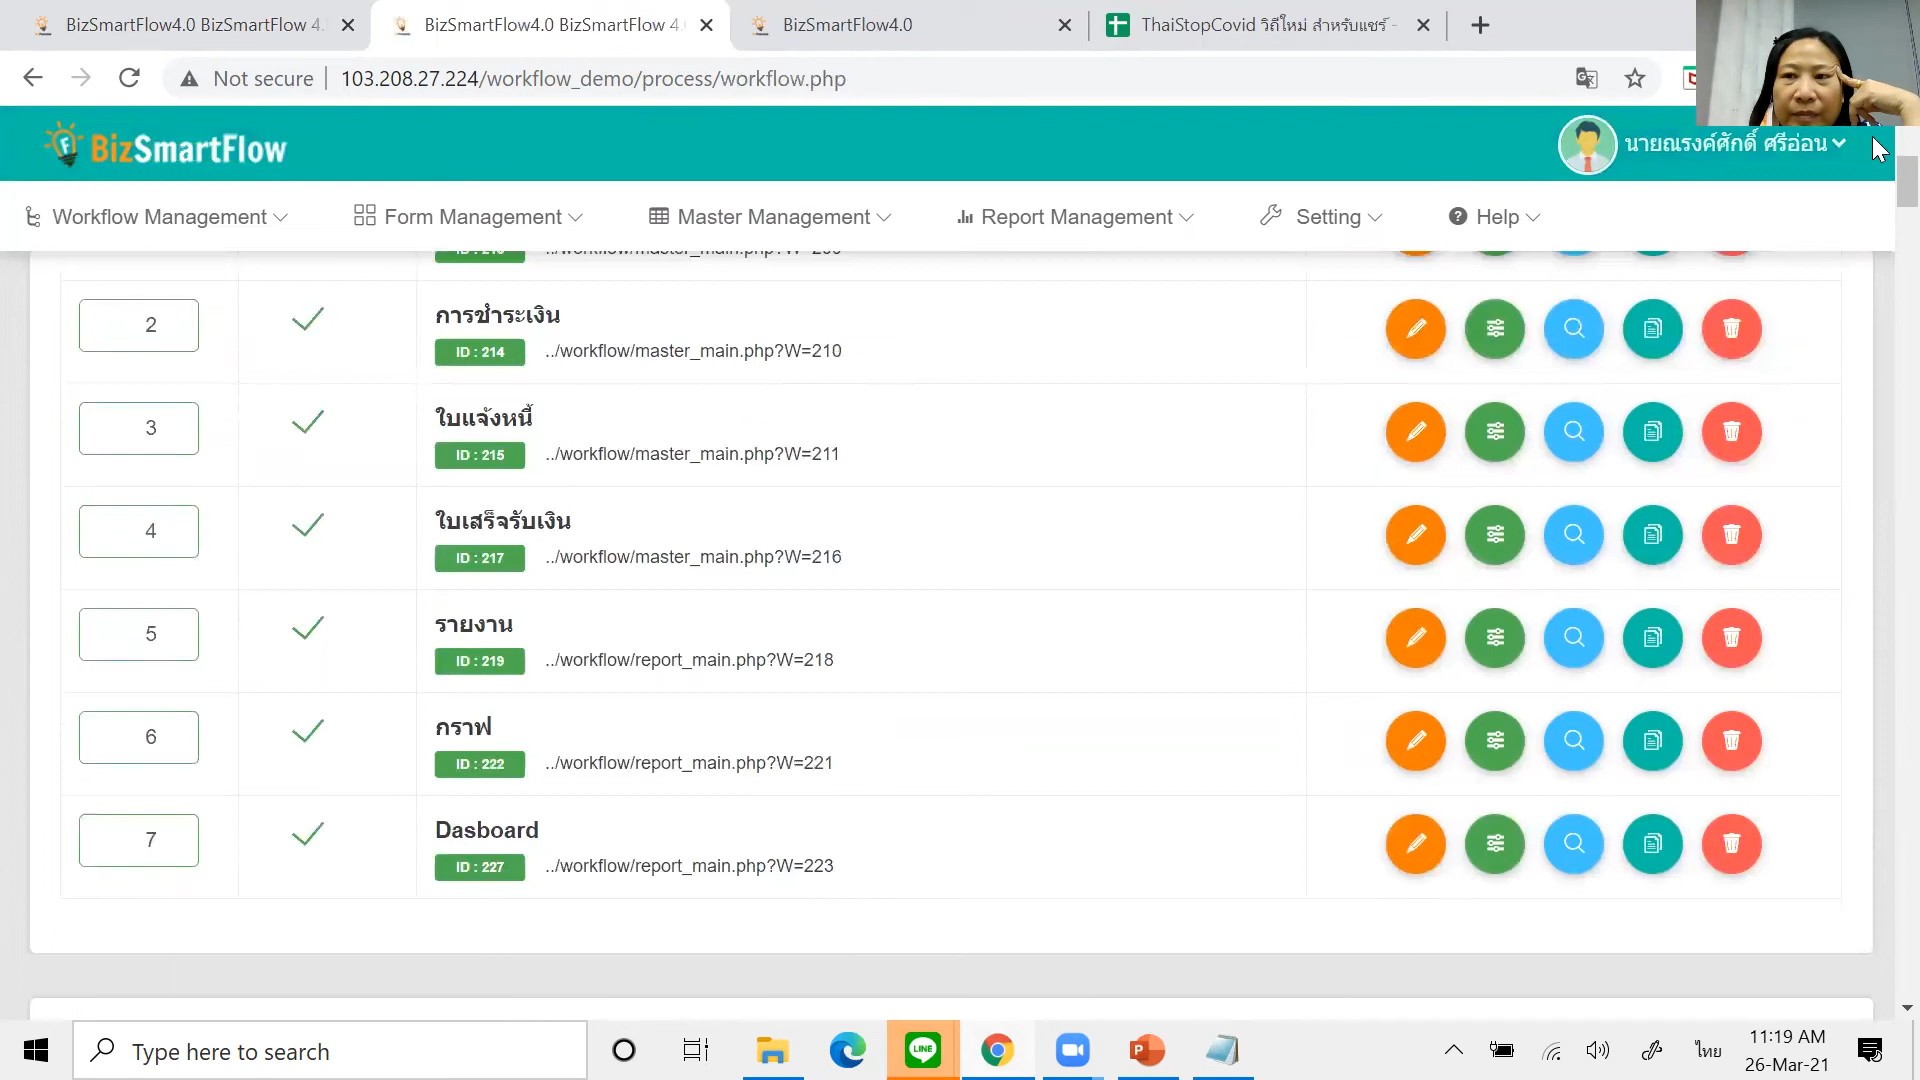 BizSmartFlow4.0 BizSmartFlow 4.
BizSmartFlow4.0 BizSmartFlow 4.
BizSmartFlow4.0
ThaiStopCovid วิถีใหม่ สำหรับแชร์ -
Not secure
103.208.27.224/workflow_demo/process/workflow.php
BizSmartFlow
นายณรงค์ศักดิ์ ศรีอ่อน
Workflow Management
Form Management
Master Management
Report Management
Setting
Help
2
การชำระเงิน
ID : 214
../workflow/master_main.php?W=210
3
ใบแจ้งหนี้
ID : 215
../workflow/master_main.php?W=211
4
ใบเสร็จรับเงิน
ID : 217
../workflow/master_main.php?W=216
5
รายงาน
ID : 219
../workflow/report_main.php?W=218
6
กราฟ
ID : 222
../workflow/report_main.php?W=221
7
Dasboard
ID : 227
../workflow/report_main.php?W=223
Type here to search
LINE
ไทย
11:19 AM
26-Mar-21